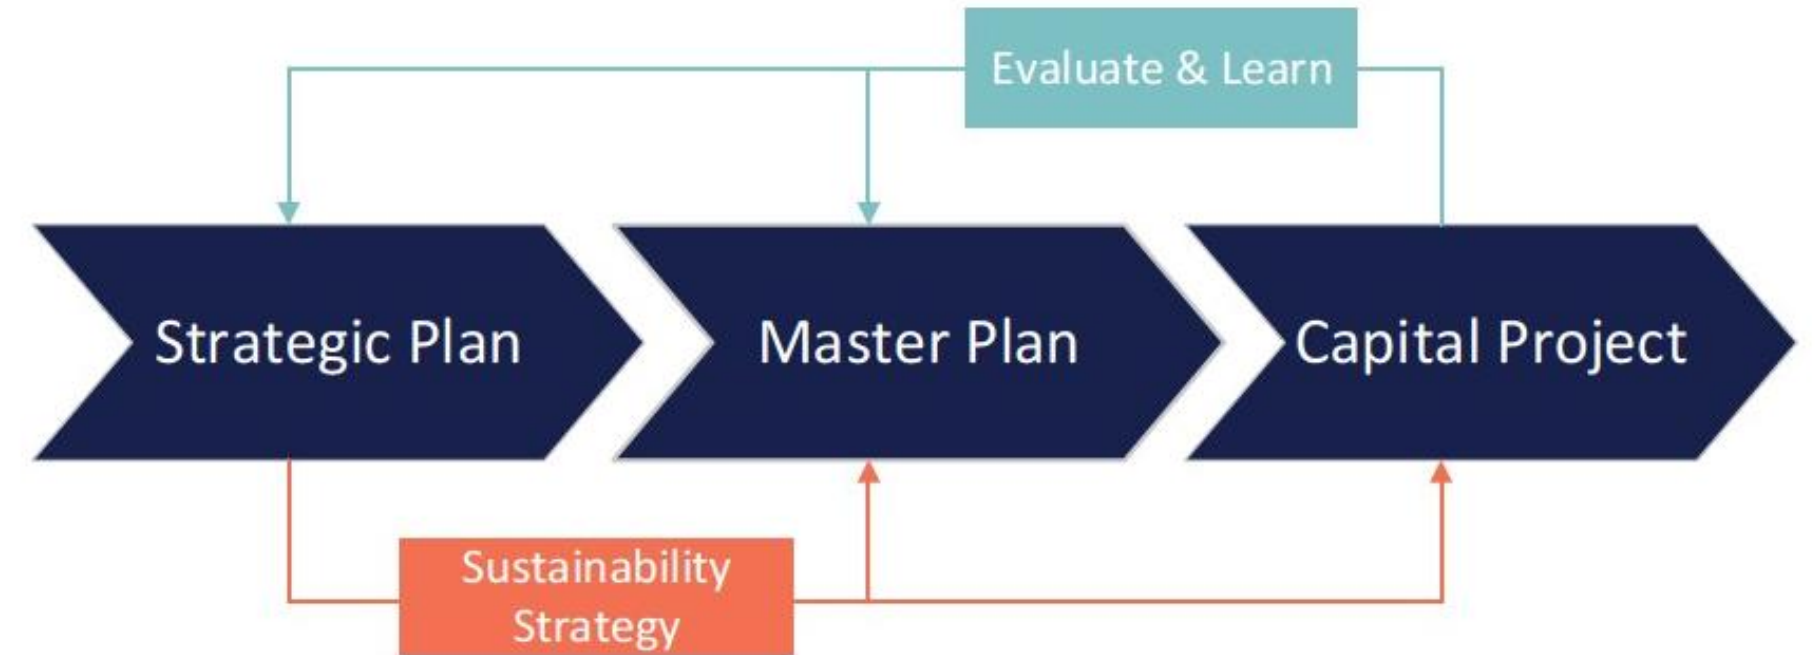 Evaluate & Learn
Strategic Plan
Master Plan
Capital Project
Sustainability
Strategy